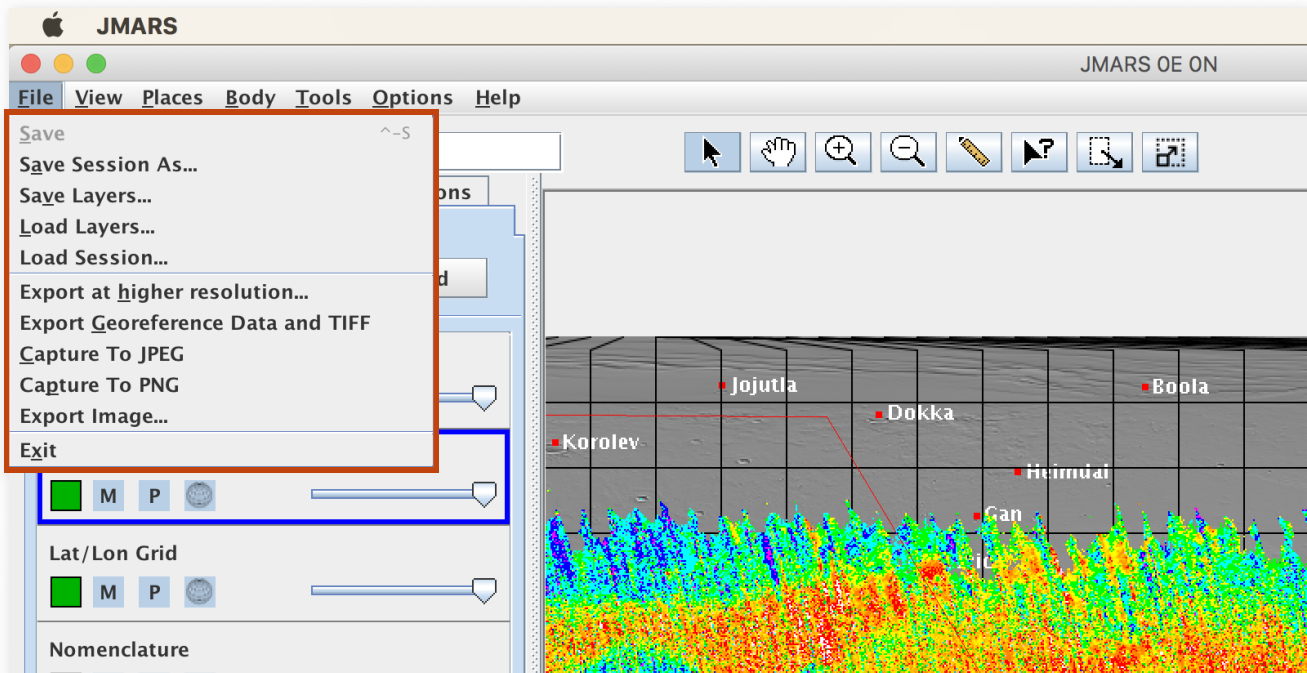 JMARS
JMARS 0E 0N
File View Places Body Tools Options Help
Save ^-S
Save Session As...
Save Layers...
Load Layers...
Load Session...
Export at higher resolution...
Export Georeference Data and TIFF
Capture To JPEG
Capture To PNG
Export Image...
Exit
ons
d
M P
Lat/Lon Grid
M P
Nomenclature
Jojutla
Boola
Dokka
Korolev
Heimdal
Gan